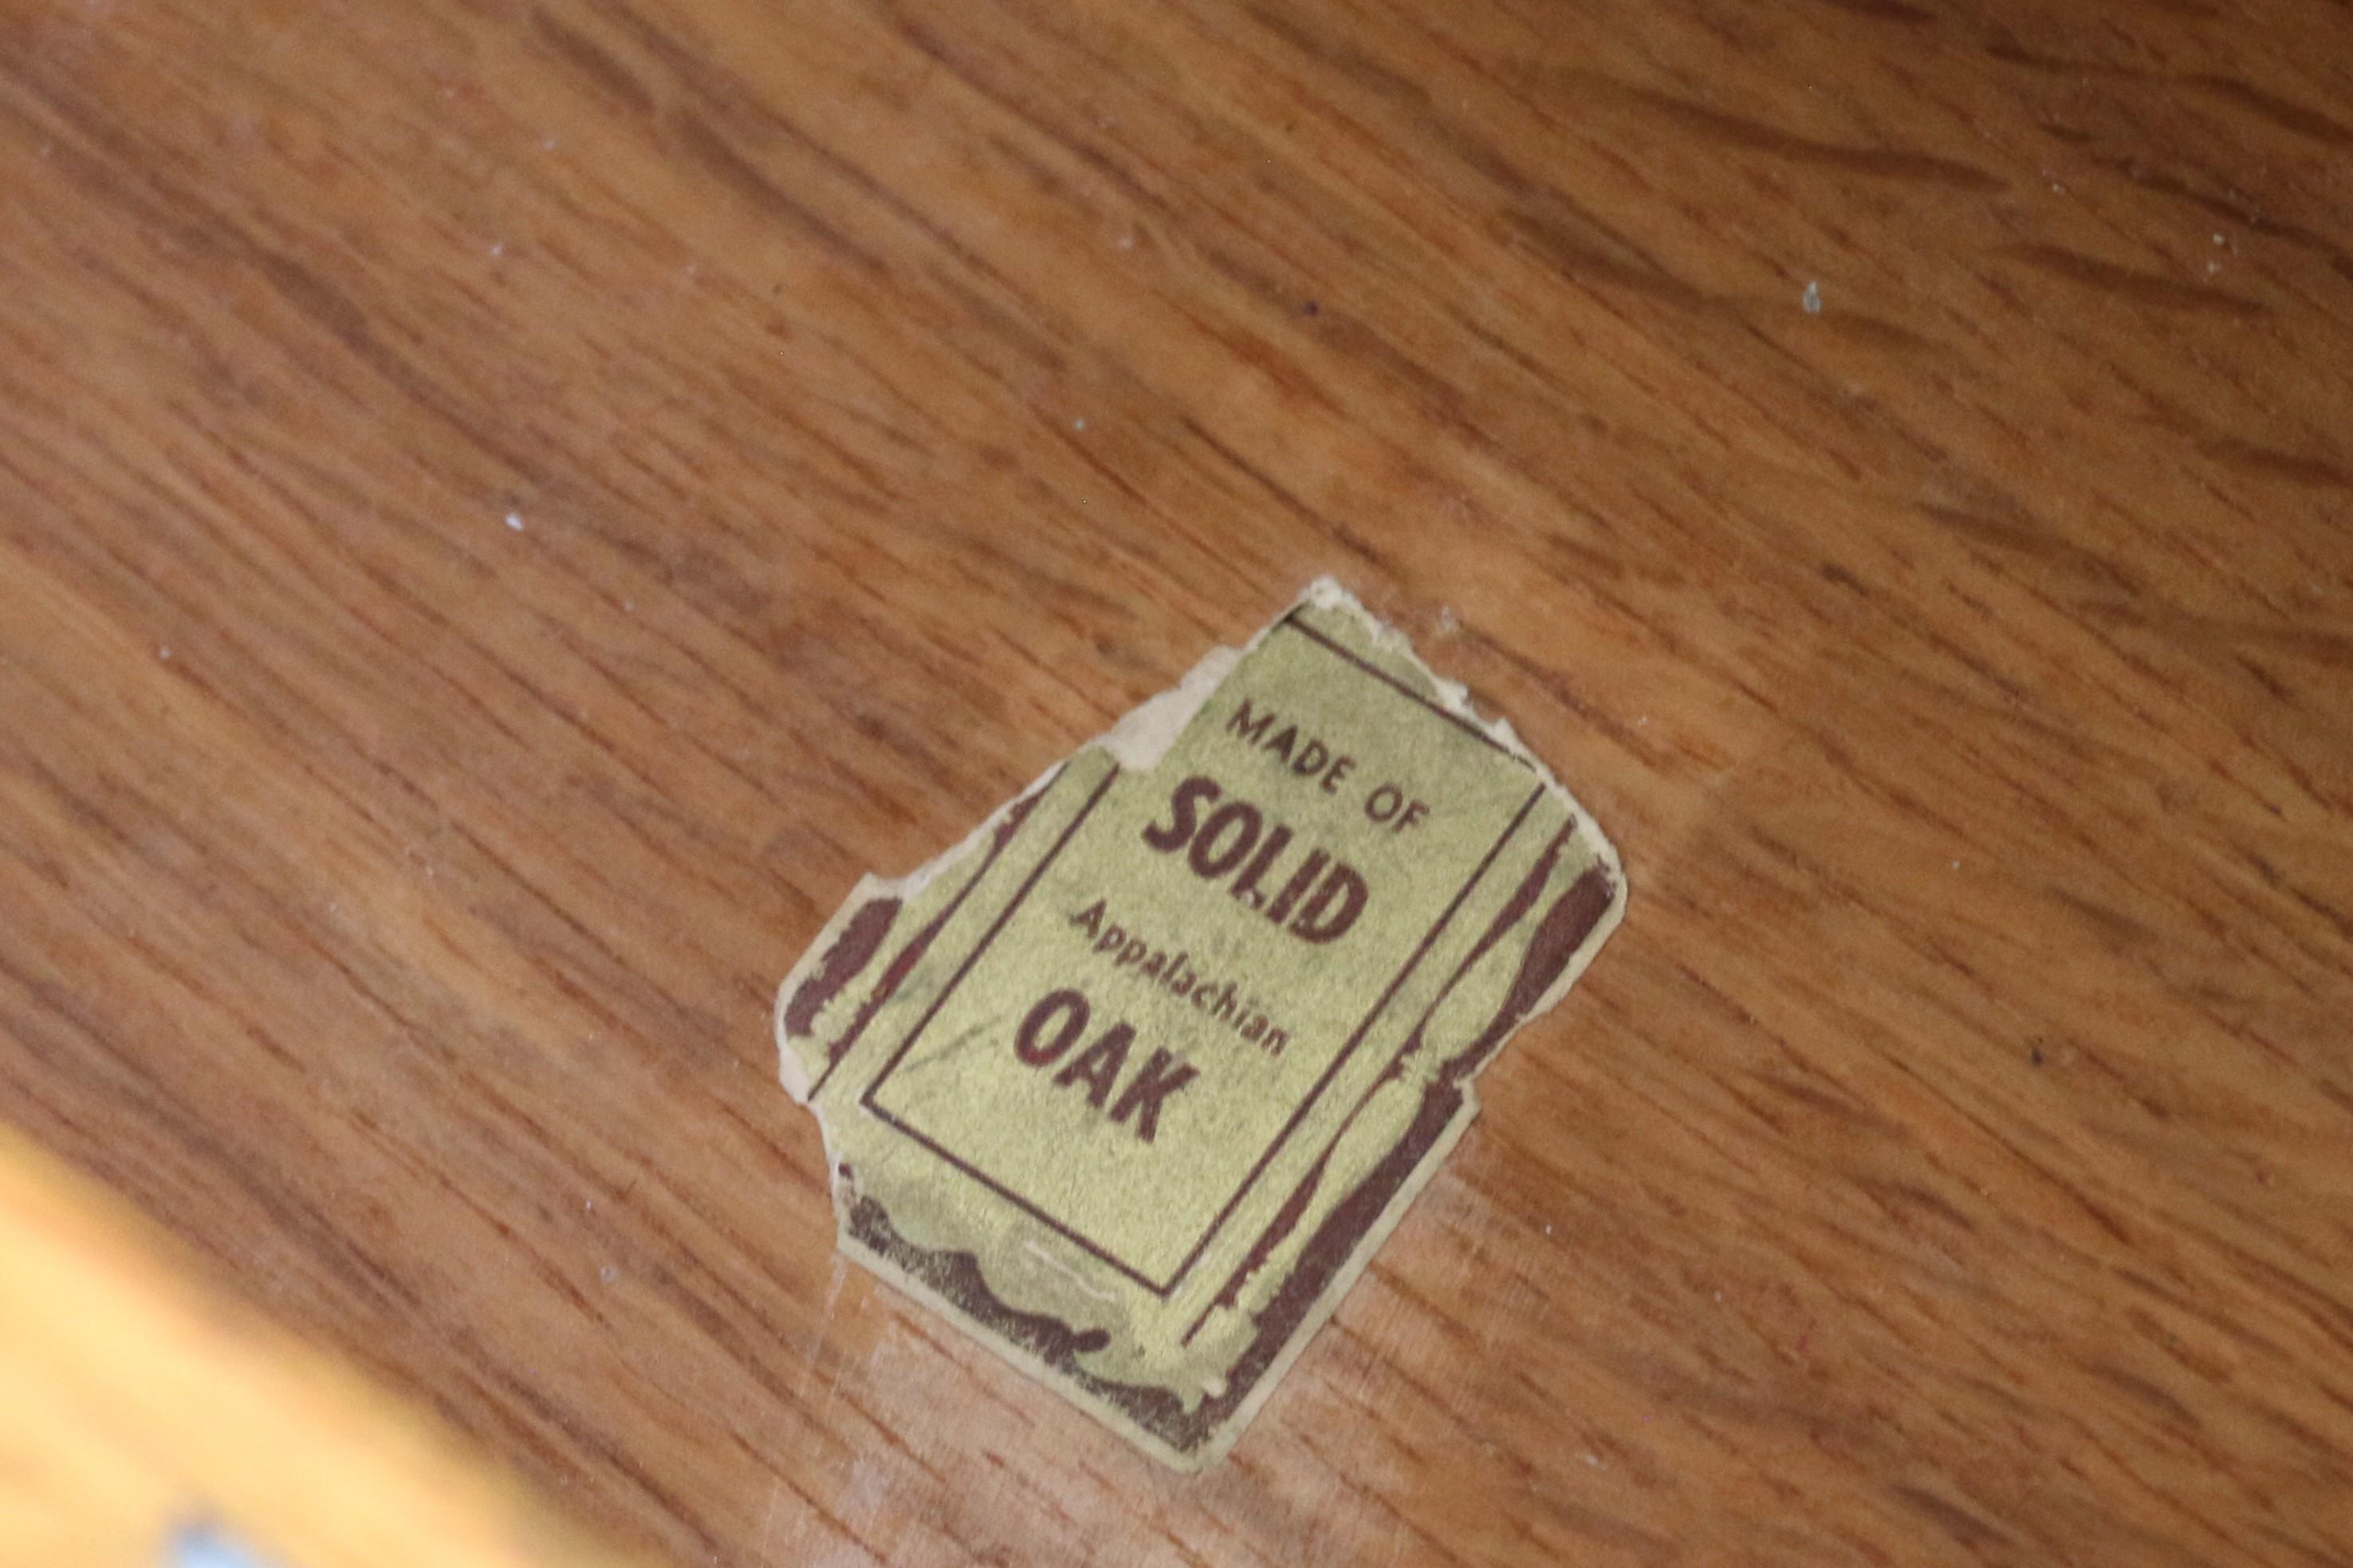 MADE OF
SOLID
Appalachian
OAK